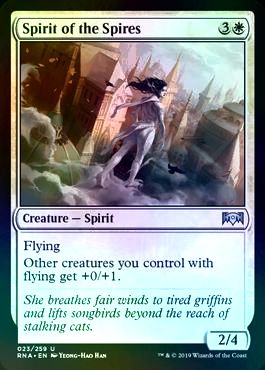 Spirit of the Spires 3
Creature — Spirit
Flying
Other creatures you control with
flying get +0/+1.
She breathes fair winds to tired griffins
and lifts songbirds beyond the reach of
stalking cats.
2/4
023/259 U
RNA • EN Yeong-Hao Han
™ & © 2019 Wizards of the Coast